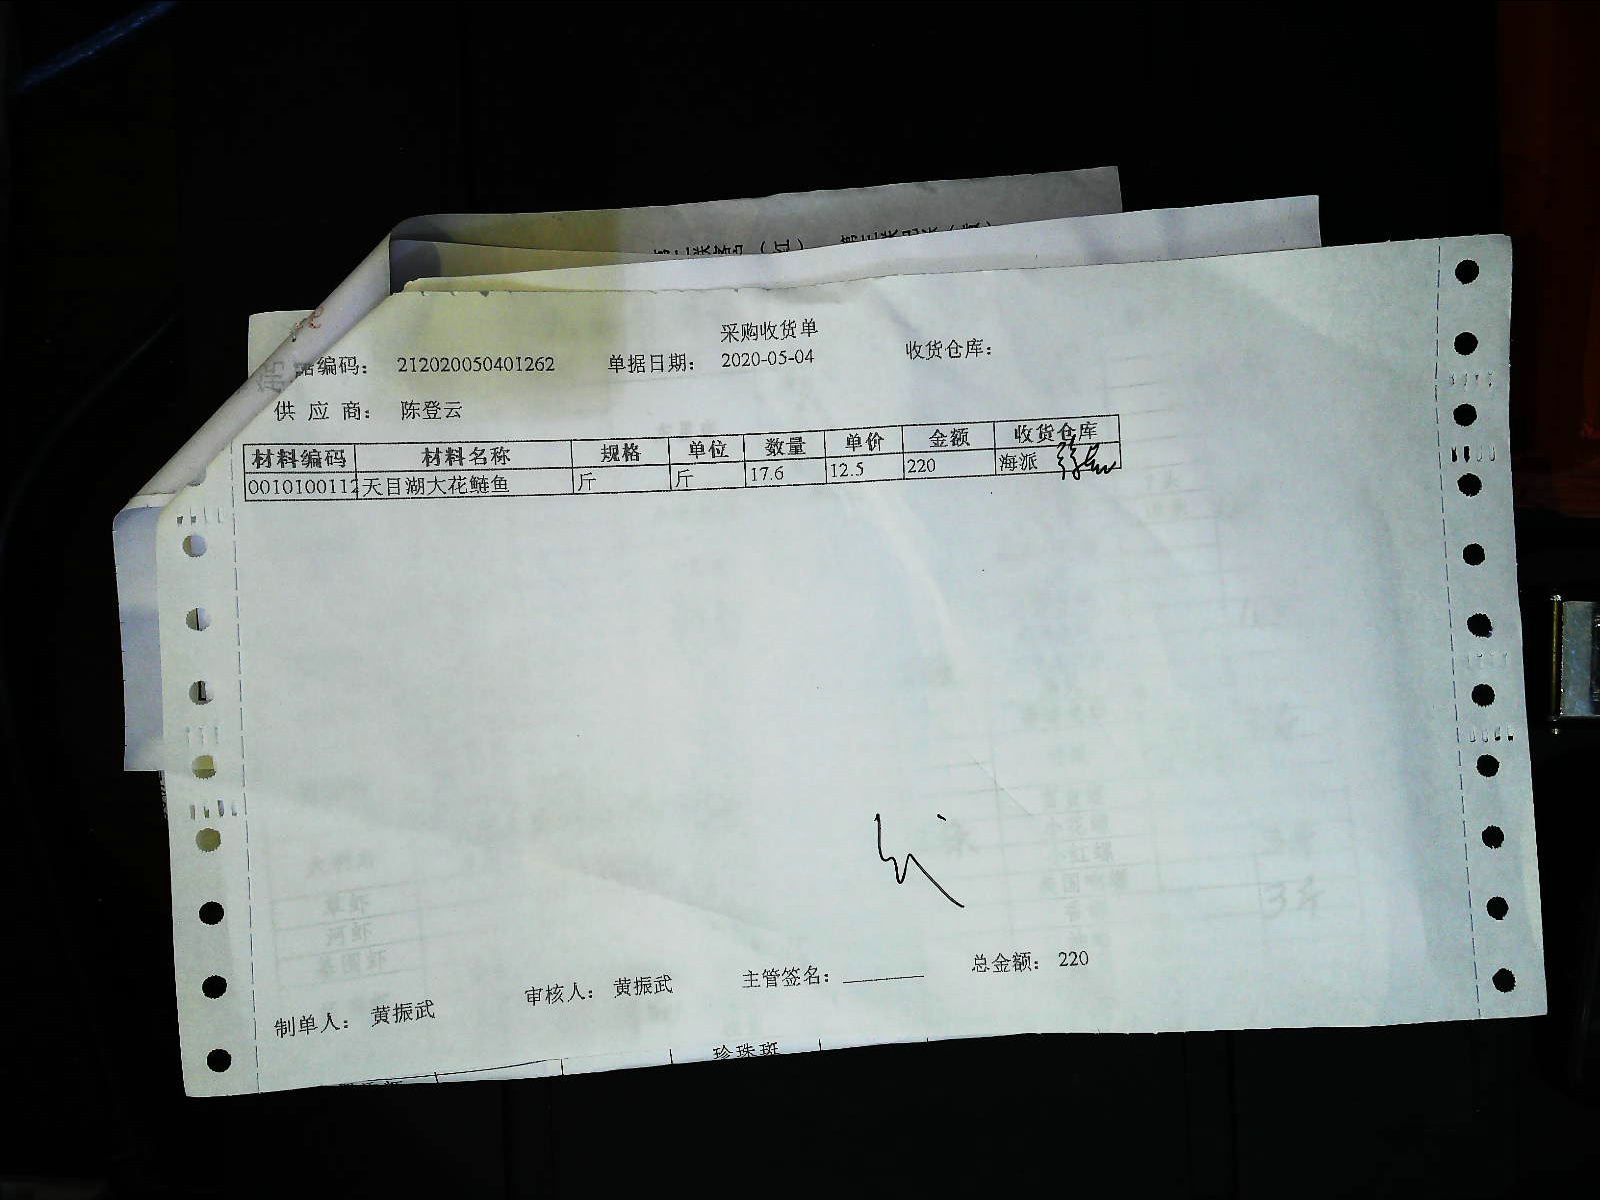 采购收货单
据编码: 212020050401262 单据日期: 2020-05-04 收货仓库:
供 应 商: 陈登云
材料编码 材料名称 规格 单位 数量 单价 金额 收货仓库
0010100112 天目湖大花鲢鱼 斤 斤 17.6 12.5 220 海派
制单人: 黄振武 审核人: 黄振武 主管签名: 总金额: 220
珍珠斑